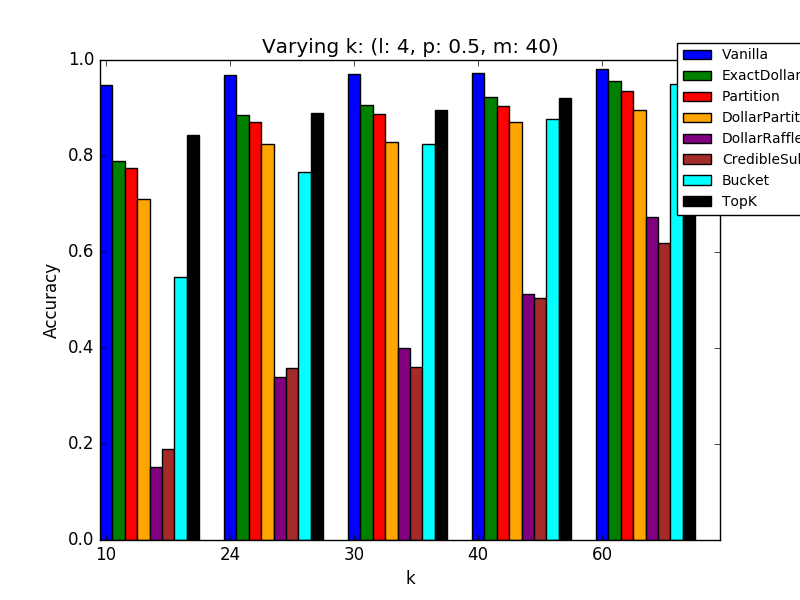 Varying k: (l: 4, p: 0.5, m: 40)
Vanilla
ExactDollar
Partition
DollarPartit
DollarRaffle
CredibleSu
Bucket
TopK
1.0
0.8
0.6
0.4
0.2
0.0
Accuracy
10 24 30 40 60
k